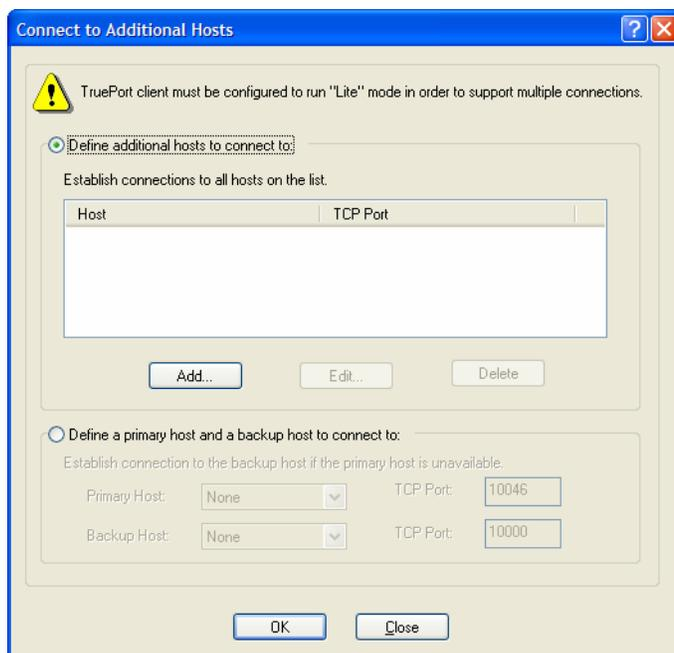 Connect to Additional Hosts
TruePort client must be configured to run "Lite" mode in order to support multiple connections.
Define additional hosts to connect to:
Establish connections to all hosts on the list.
Host TCP Port
Add... Edit... Delete
Define a primary host and a backup host to connect to:
Establish connection to the backup host if the primary host is unavailable.
Primary Host: None TCP Port: 10046
Backup Host: None TCP Port: 10000
OK Close